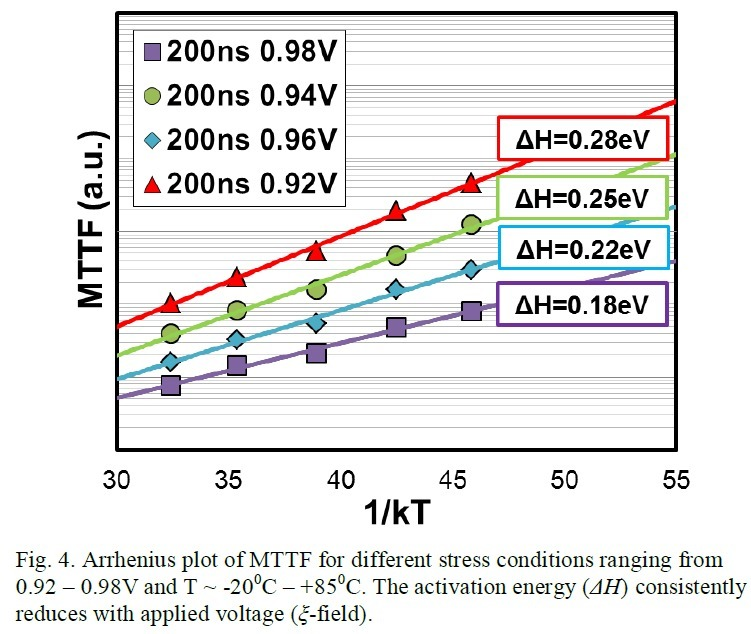 200ns 0.98V
200ns 0.94V
200ns 0.96V
200ns 0.92V
ΔH=0.28eV
ΔH=0.25eV
ΔH=0.22eV
ΔH=0.18eV
MTTF (a.u.)
30 35 40 45 50 55
1/kT
Fig. 4. Arrhenius plot of MTTF for different stress conditions ranging from
0.92 – 0.98V and T ~ -20⁰C – +85⁰C. The activation energy (ΔH) consistently
reduces with applied voltage (ξ-field).